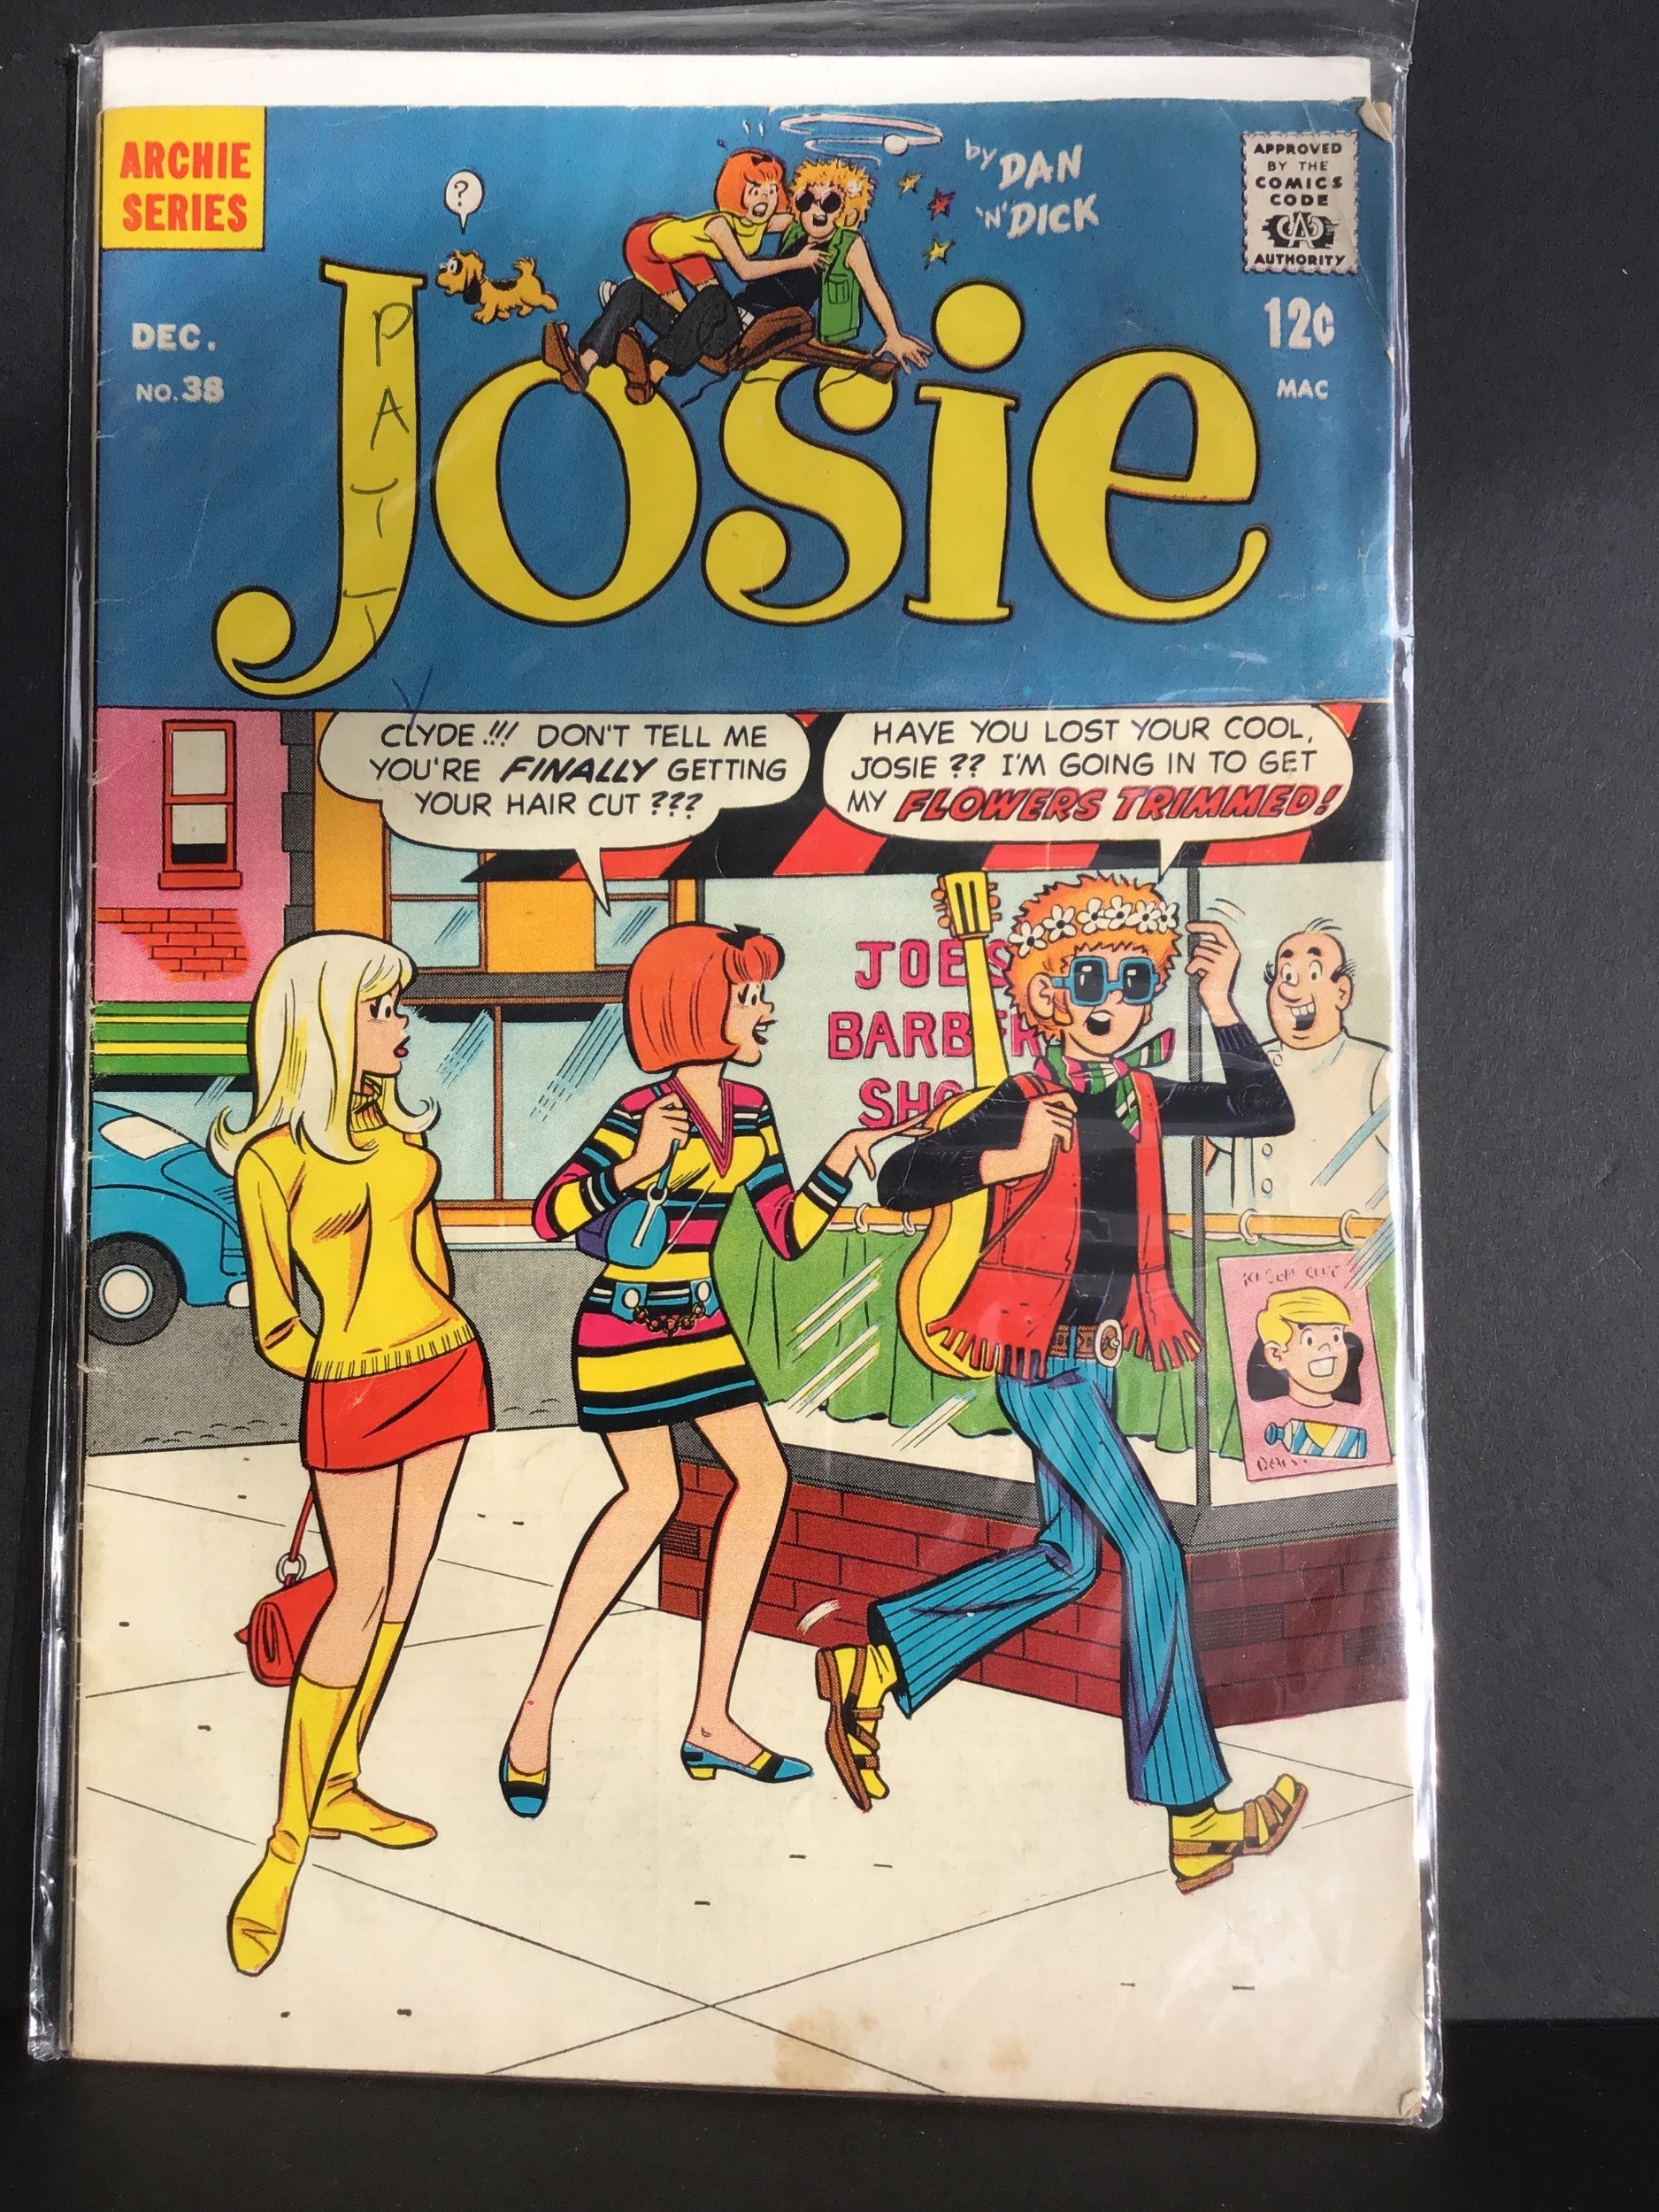 ARCHIE
SERIES
?
by DAN
'N' DICK
APPROVED
BY THE
COMICS
CODE
CA
AUTHORITY
DEC.
NO. 38
12¢
MAC
Josie
P
A
T
T
Y
CLYDE!!! DON'T TELL ME
YOU'RE FINALLY GETTING
YOUR HAIR CUT???
HAVE YOU LOST YOUR COOL,
JOSIE?? I'M GOING IN TO GET
MY FLOWERS TRIMMED!
JOE'S
BARBER
SHO